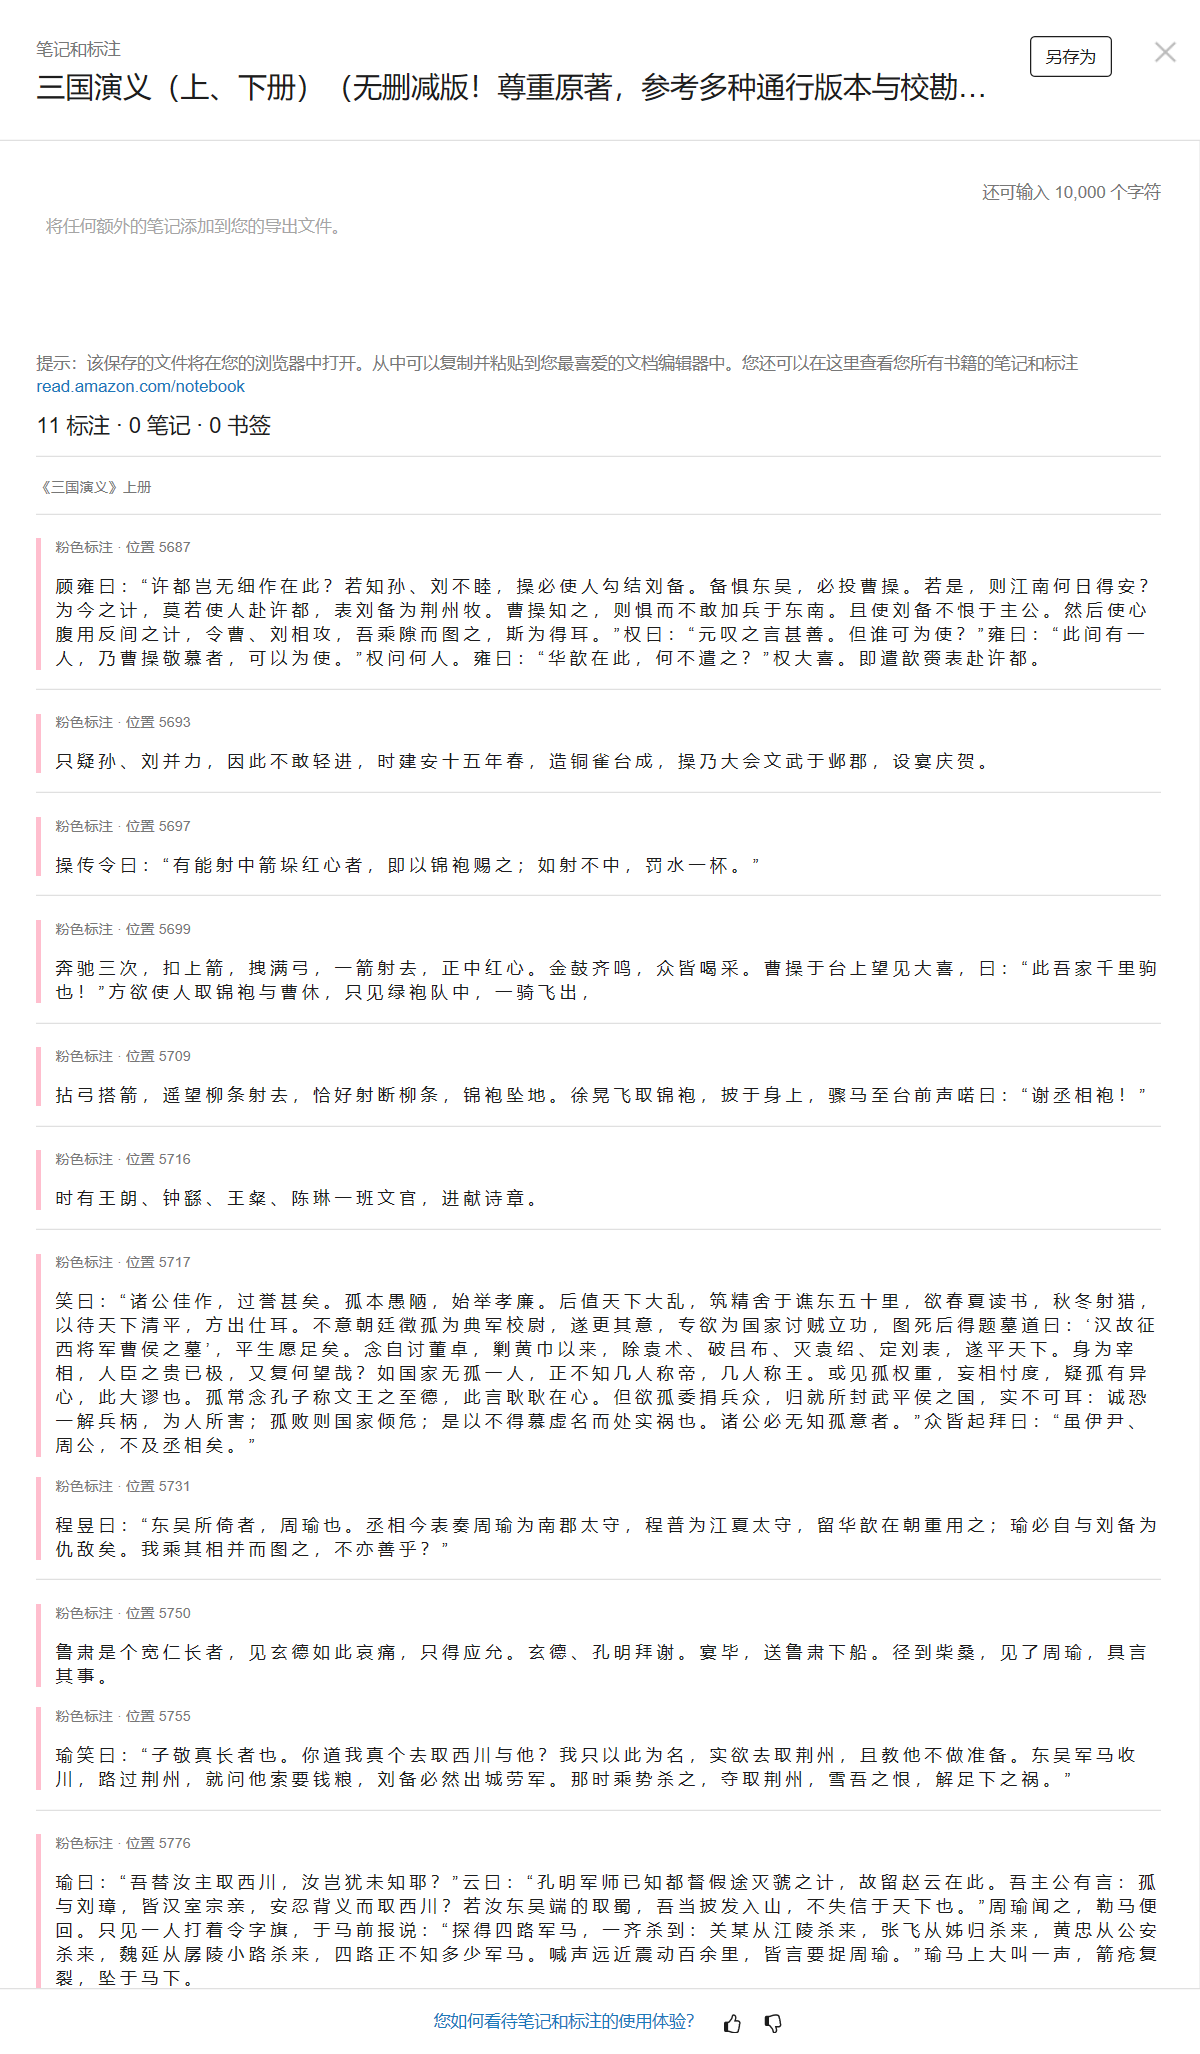 笔记和标注
三国演义（上、下册）（无删减版！尊重原著，参考多种通行版本与校勘…
另存为
还可输入 10,000 个字符
将任何额外的笔记添加到您的导出文件。
提示：该保存的文件将在您的浏览器中打开。从中可以复制并粘贴到您最喜爱的文档编辑器中。您还可以在这里查看您所有书籍的笔记和标注
read.amazon.com/notebook
11 标注 · 0 笔记 · 0 书签
《三国演义》上册
粉色标注 · 位置 5687
顾雍曰：“许都岂无细作在此？若知孙、刘不睦，操必使人勾结刘备。备惧东吴，必投曹操。若是，则江南何日得安？
为今之计，莫若使人赴许都，表刘备为荆州牧。曹操知之，则惧而不敢加兵于东南。且使刘备不恨于主公。然后使心
腹用反间之计，令曹、刘相攻，吾乘隙而图之，斯为得耳。”权曰：“元叹之言甚善。但谁可为使？”雍曰：“此间有一
人，乃曹操敬慕者，可以为使。”权问何人。雍曰：“华歆在此，何不遣之？”权大喜。即遣歆赍表赴许都。
粉色标注 · 位置 5693
只疑孙、刘并力，因此不敢轻进，时建安十五年春，造铜雀台成，操乃大会文武于邺郡，设宴庆贺。
粉色标注 · 位置 5697
操传令曰：“有能射中箭垛红心者，即以锦袍赐之；如射不中，罚水一杯。”
粉色标注 · 位置 5699
奔驰三次，扣上箭，拽满弓，一箭射去，正中红心。金鼓齐鸣，众皆喝采。曹操于台上望见大喜，曰：“此吾家千里驹
也！”方欲使人取锦袍与曹休，只见绿袍队中，一骑飞出，
粉色标注 · 位置 5709
拈弓搭箭，遥望柳条射去，恰好射断柳条，锦袍坠地。徐晃飞取锦袍，披于身上，骤马至台前声喏曰：“谢丞相袍！”
粉色标注 · 位置 5716
时有王朗、钟繇、王粲、陈琳一班文官，进献诗章。
粉色标注 · 位置 5717
笑曰：“诸公佳作，过誉甚矣。孤本愚陋，始举孝廉。后值天下大乱，筑精舍于谯东五十里，欲春夏读书，秋冬射猎，
以待天下清平，方出仕耳。不意朝廷徵孤为典军校尉，遂更其意，专欲为国家讨贼立功，图死后得题墓道曰：‘汉故征
西将军曹侯之墓’，平生愿足矣。念自讨董卓，剿黄巾以来，除袁术、破吕布、灭袁绍、定刘表，遂平天下。身为宰
相，人臣之贵已极，又复何望哉？如国家无孤一人，正不知几人称帝，几人称王。或见孤权重，妄相忖度，疑孤有异
心，此大谬也。孤常念孔子称文王之至德，此言耿耿在心。但欲孤委捐兵众，归就所封武平侯之国，实不可耳：诚恐
一解兵柄，为人所害；孤败则国家倾危；是以不得慕虚名而处实祸也。诸公必无知孤意者。”众皆起拜曰：“虽伊尹、
周公，不及丞相矣。”
粉色标注 · 位置 5731
程昱曰：“东吴所倚者，周瑜也。丞相今表奏周瑜为南郡太守，程普为江夏太守，留华歆在朝重用之；瑜必自与刘备为
仇敌矣。我乘其相并而图之，不亦善乎？”
粉色标注 · 位置 5750
鲁肃是个宽仁长者，见玄德如此哀痛，只得应允。玄德、孔明拜谢。宴毕，送鲁肃下船。径到柴桑，见了周瑜，具言
其事。
粉色标注 · 位置 5755
瑜笑曰：“子敬真长者也。你道我真个去取西川与他？我只以此为名，实欲去取荆州，且教他不做准备。东吴军马收
川，路过荆州，就问他索要钱粮，刘备必然出城劳军。那时乘势杀之，夺取荆州，雪吾之恨，解足下之祸。”
粉色标注 · 位置 5776
瑜曰：“吾替汝主取西川，汝岂犹未知耶？”云曰：“孔明军师已知都督假途灭虢之计，故留赵云在此。吾主公有言：孤
与刘璋，皆汉室宗亲，安忍背义而取西川？若汝东吴端的取蜀，吾当披发入山，不失信于天下也。”周瑜闻之，勒马便
回。只见一人打着令字旗，于马前报说：“探得四路军马，一齐杀到：关某从江陵杀来，张飞从姊归杀来，黄忠从公安
杀来，魏延从孱陵小路杀来，四路正不知多少军马。喊声远近震动百余里，皆言要捉周瑜。”瑜马上大叫一声，箭疮复
裂，坠于马下。
您如何看待笔记和标注的使用体验？